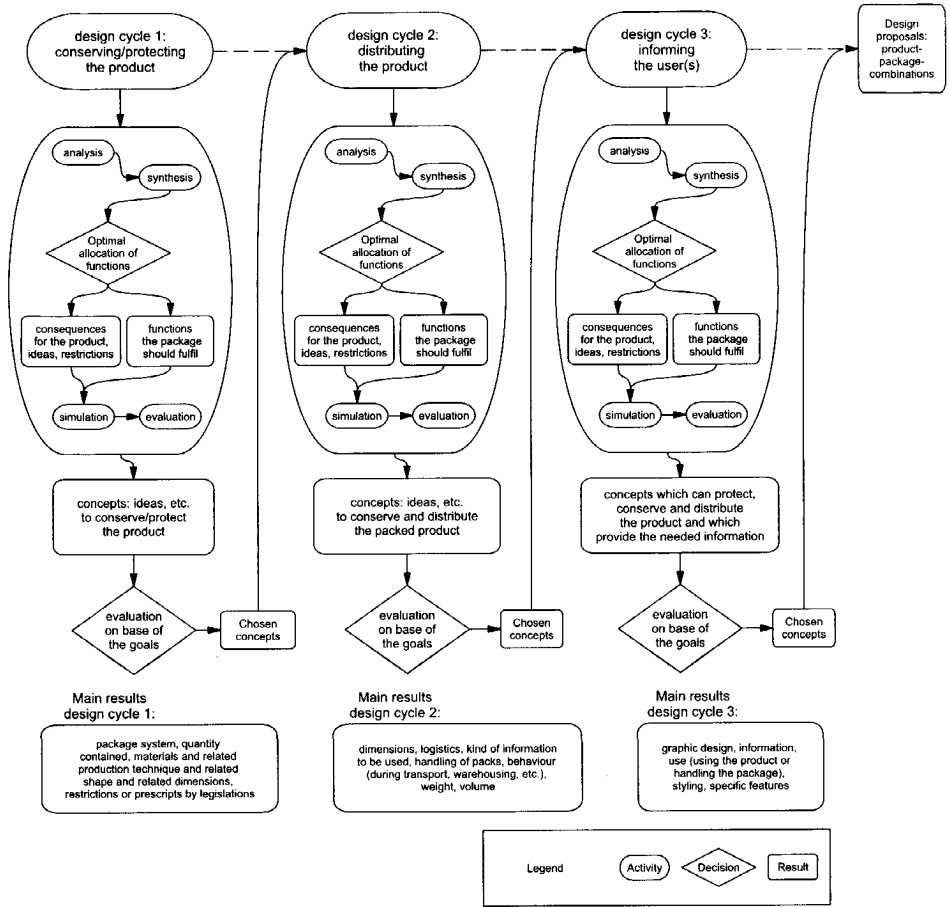 design cycle 1:
conserving/protecting
the product
analysis
synthesis
Optimal
allocation of
functions
consequences
for the product,
ideas, restrictions
functions
the package
should fulfil
simulation
evaluation
concepts: ideas, etc.
to conserve/protect
the product
evaluation
on base of
the goals
Chosen
concepts
Main results
design cycle 1:
package system, quantity
contained, materials and related
production technique and related
shape and related dimensions,
restrictions or prescripts by legislations
design cycle 2:
distributing
the product
analysis
synthesis
Optimal
allocation of
functions
consequences
for the product,
ideas, restrictions
functions
the package
should fulfil
simulation
evaluation
concepts: ideas, etc.
to conserve and distribute
the packed product
evaluation
on base of
the goals
Chosen
concepts
Main results
design cycle 2:
dimensions, logistics, kind of information
to be used, handling of packs, behaviour
(during transport, warehousing, etc.),
weight, volume
design cycle 3:
informing
the user(s)
analysis
synthesis
Optimal
allocation of
functions
consequences
for the product,
ideas, restrictions
functions
the package
should fulfil
simulation
evaluation
concepts which can protect,
conserve and distribute
the product and which
provide the needed information
evaluation
on base of
the goals
Chosen
concepts
Main results
design cycle 3:
graphic design, information,
use (using the product or
handling the package),
styling, specific features
Design
proposals:
product-
package-
combinations
Legend
Activity
Decision
Result